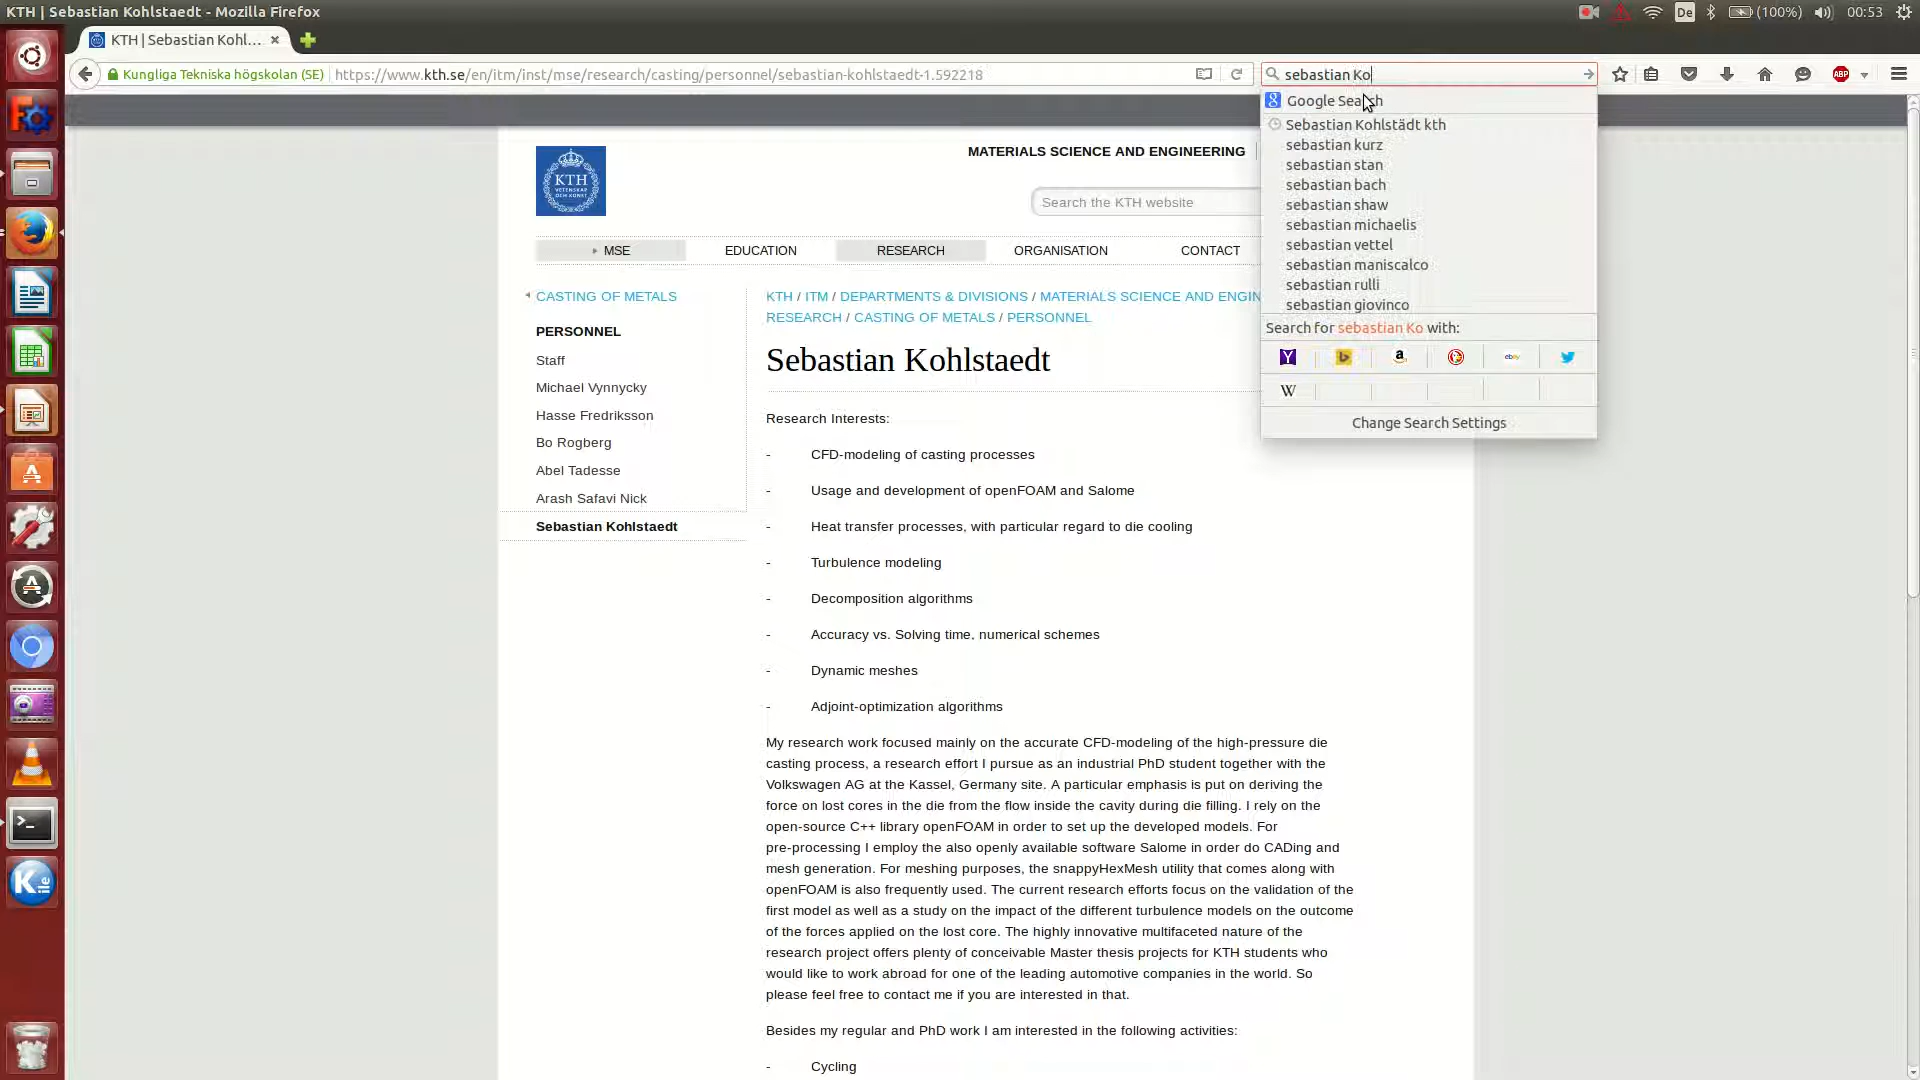 KTH | Sebastian Kohlstaedt - Mozilla Firefox
De
(100%)
00:53
KTH | Sebastian Kohl...
Kungliga Tekniska högskolan (SE)
https://www.kth.se/en/itm/inst/mse/research/casting/personnel/sebastian-kohlstaedt-1.592218
sebastian Ko
ABP
Google Search
Sebastian Kohlstädt kth
sebastian kurz
sebastian stan
sebastian bach
sebastian shaw
sebastian michaelis
sebastian vettel
sebastian maniscalco
sebastian rulli
sebastian giovinco
Search for sebastian Ko with:
ebay
W
Change Search Settings
KTH
VETENSKAP
OCH KONST
MATERIALS SCIENCE AND ENGINEERING
Search the KTH website
MSE
EDUCATION
RESEARCH
ORGANISATION
CONTACT
CASTING OF METALS
PERSONNEL
Staff
Michael Vynnycky
Hasse Fredriksson
Bo Rogberg
Abel Tadesse
Arash Safavi Nick
Sebastian Kohlstaedt
KTH / ITM / DEPARTMENTS & DIVISIONS / MATERIALS SCIENCE AND ENGIN
RESEARCH / CASTING OF METALS / PERSONNEL
Sebastian Kohlstaedt
Research Interests:
- CFD-modeling of casting processes
- Usage and development of openFOAM and Salome
- Heat transfer processes, with particular regard to die cooling
- Turbulence modeling
- Decomposition algorithms
- Accuracy vs. Solving time, numerical schemes
- Dynamic meshes
- Adjoint-optimization algorithms
My research work focused mainly on the accurate CFD-modeling of the high-pressure die
casting process, a research effort I pursue as an industrial PhD student together with the
Volkswagen AG at the Kassel, Germany site. A particular emphasis is put on deriving the
force on lost cores in the die from the flow inside the cavity during die filling. I rely on the
open-source C++ library openFOAM in order to set up the developed models. For
pre-processing I employ the also openly available software Salome in order do CADing and
mesh generation. For meshing purposes, the snappyHexMesh utility that comes along with
openFOAM is also frequently used. The current research efforts focus on the validation of the
first model as well as a study on the impact of the different turbulence models on the outcome
of the forces applied on the lost core. The highly innovative multifaceted nature of the
research project offers plenty of conceivable Master thesis projects for KTH students who
would like to work abroad for one of the leading automotive companies in the world. So
please feel free to contact me if you are interested in that.
Besides my regular and PhD work I am interested in the following activities:
- Cycling